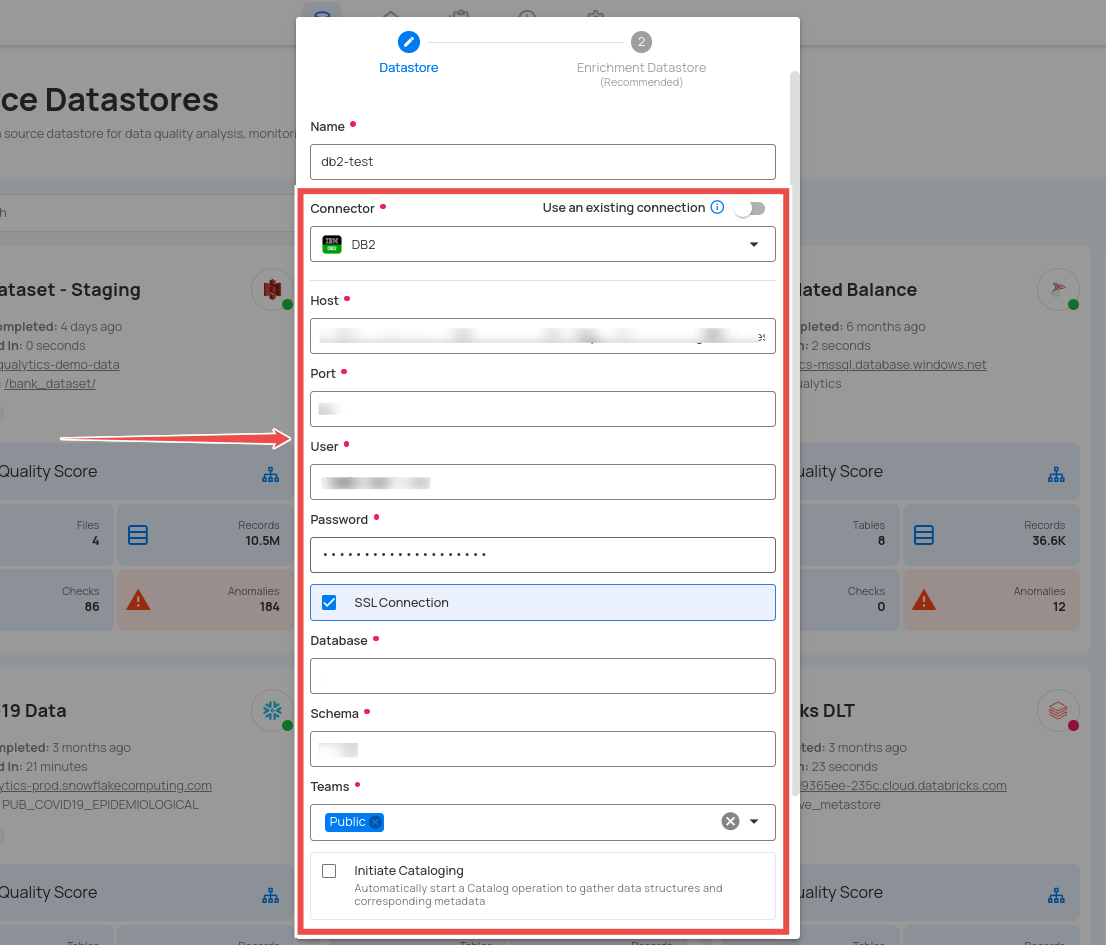 Datastore
2
Enrichment Datastore
(Recommended)
ce Datastores
source datastore for data quality analysis, monitori
Name
db2-test
h
Connector
Use an existing connection
IBM
DB2
DB2
ataset - Staging
ompleted: 4 days ago
d In: 0 seconds
qualytics-demo-data
: /bank_dataset/
lated Balance
pleted: 6 months ago
n: 2 seconds
cs-mssql.database.windows.net
ualytics
Host
Port
User
Password
SSL Connection
Database
Schema
Teams
Public
Initiate Cataloging
Automatically start a Catalog operation to gather data structures and
corresponding metadata
Quality Score
Files
4
Records
10.5M
Checks
86
Anomalies
184
uality Score
Tables
8
Records
36.6K
Checks
0
Anomalies
12
-19 Data
mpleted: 3 months ago
d In: 21 minutes
ytics-prod.snowflakecomputing.com
PUB_COVID19_EPIDEMIOLOGICAL
Quality Score
Tables
Records
ks DLT
ted: 3 months ago
n: 23 seconds
9365ee-235c.cloud.databricks.com
ve_metastore
uality Score
Tables
Records